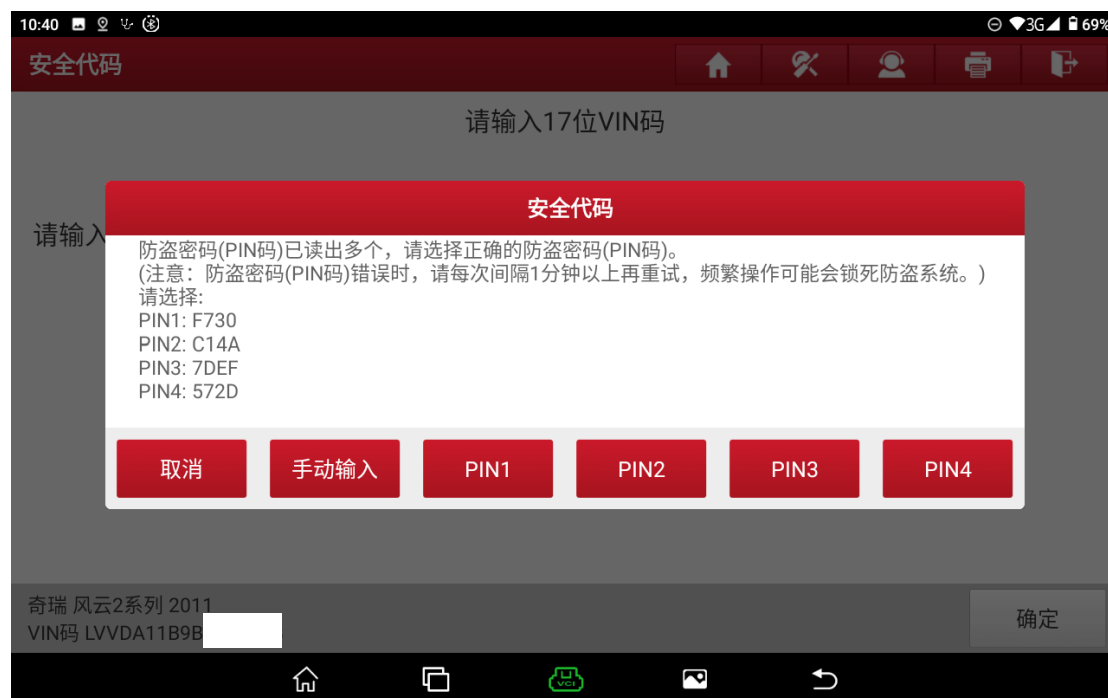 10:40
3G 69%
安全代码
请输入17位VIN码
请输入
安全代码
防盗密码(PIN码)已读出多个，请选择正确的防盗密码(PIN码)。
(注意：防盗密码(PIN码)错误时，请每次间隔1分钟以上再重试，频繁操作可能会锁死防盗系统。)
请选择:
PIN1: F730
PIN2: C14A
PIN3: 7DEF
PIN4: 572D
取消 手动输入 PIN1 PIN2 PIN3 PIN4
奇瑞 风云2系列 2011
VIN码 LVVDA11B9B
确定
VCI